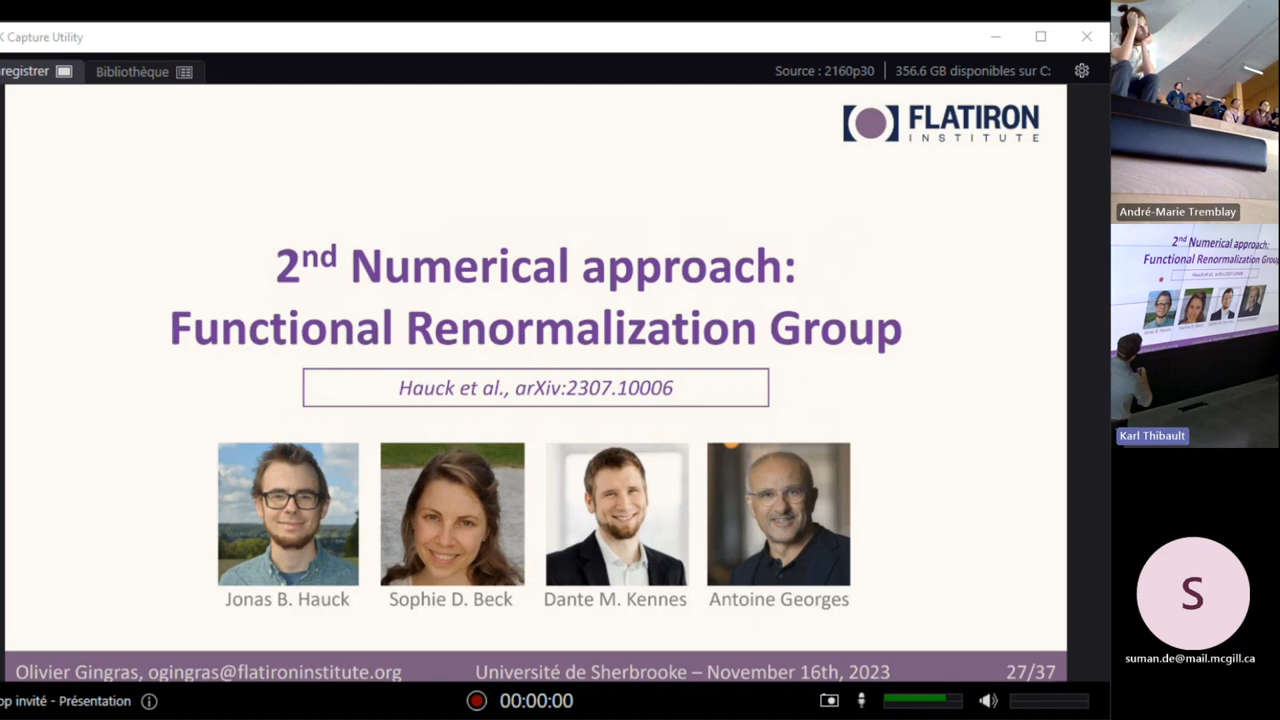 K Capture Utility
registrer
Bibliothèque
Source : 2160p30
356.6 GB disponibles sur C:
FLATIRON
INSTITUTE
2nd Numerical approach:
Functional Renormalization Group
Hauck et al., arXiv:2307.10006
Jonas B. Hauck
Sophie D. Beck
Dante M. Kennes
Antoine Georges
Olivier Gingras, ogingras@flatironinstitute.org
Université de Sherbrooke – November 16th, 2023
27/37
op invité - Présentation
00:00:00
André-Marie Tremblay
2nd Numerical approach:
Functional Renormalization Group
Karl Thibault
S
suman.de@mail.mcgill.ca